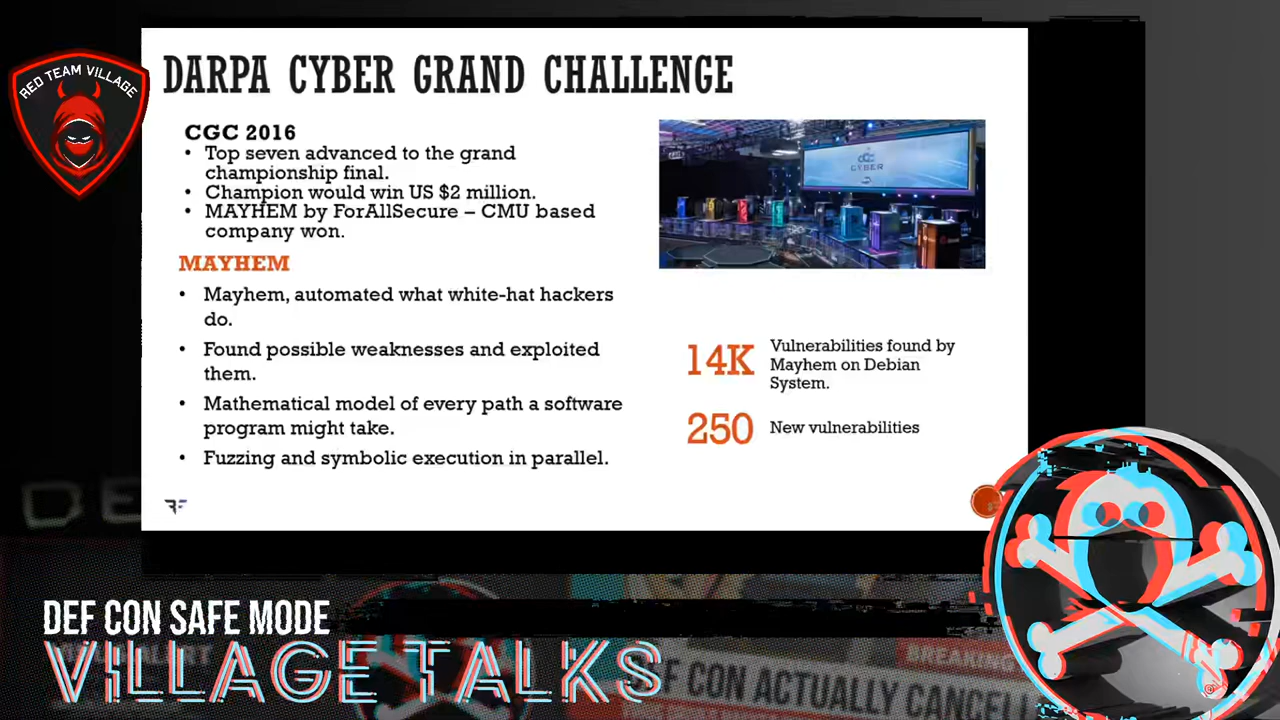 RED TEAM VILLAGE
DARPA CYBER GRAND CHALLENGE
CGC 2016
• Top seven advanced to the grand
championship final.
• Champion would win US $2 million.
• MAYHEM by ForAllSecure – CMU based
company won.
MAYHEM
• Mayhem, automated what white-hat hackers
do.
• Found possible weaknesses and exploited
them.
• Mathematical model of every path a software
program might take.
• Fuzzing and symbolic execution in parallel.
CYBER
14K
Vulnerabilities found by
Mayhem on Debian
System.
250
New vulnerabilities
DE
DEF CON SAFE MODE
VILLAGE TALKS
BREAKING
DEF CON ACTUALLY CANCELL